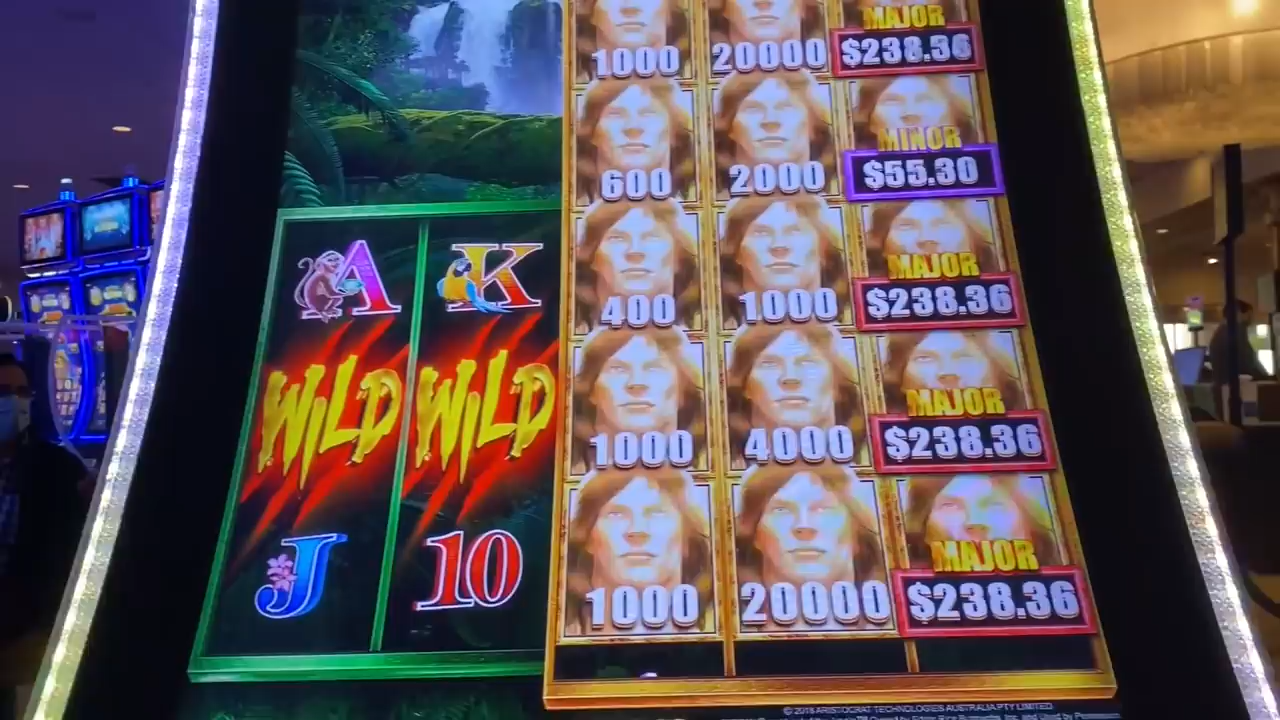 1000 20000 MAJOR $238.36
600 2000 MINOR $55.30
400 1000 MAJOR $238.36
1000 4000 MAJOR $238.36
1000 20000 MAJOR $238.36
A K
WILD WILD
J 10
© 2018 ARISTOCRAT TECHNOLOGIES AUSTRALIA PTY LIMITED